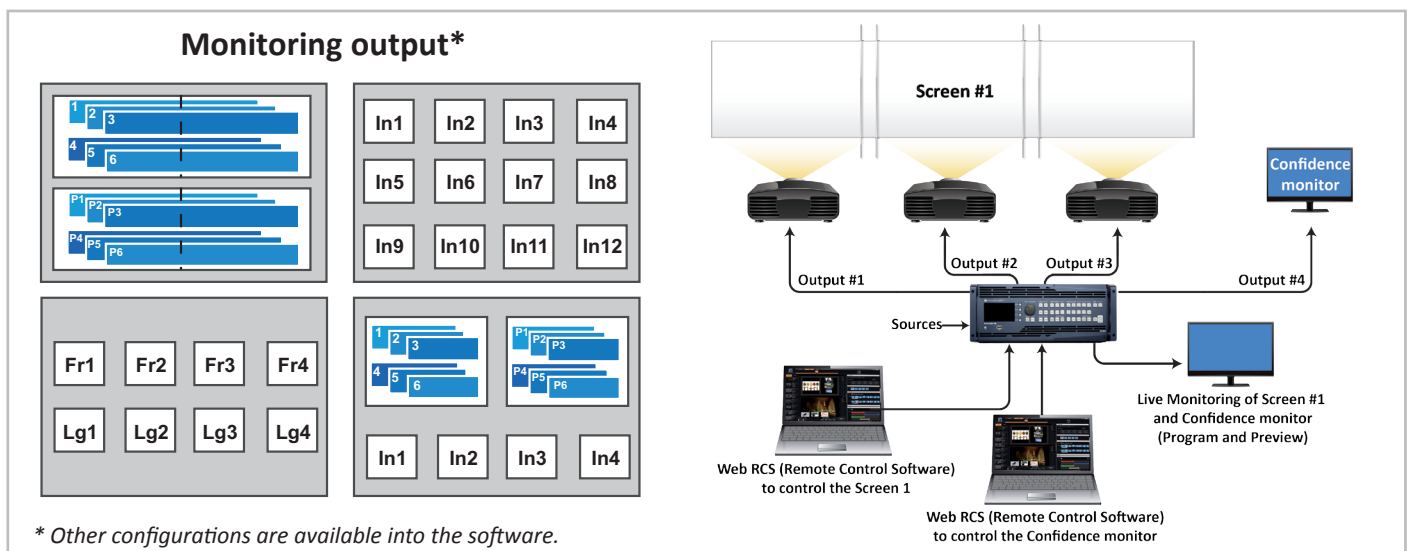 Monitoring output*
1
2
3
4
5
6
P1
P2
P3
P4
P5
P6
In1 In2 In3 In4
In5 In6 In7 In8
In9 In10 In11 In12
Fr1 Fr2 Fr3 Fr4
Lg1 Lg2 Lg3 Lg4
1
2
3
4
5
6
P1
P2
P3
P4
P5
P6
In1 In2 In3 In4
* Other configurations are available into the software.
Screen #1
Confidence
monitor
Output #1
Output #2
Output #3
Output #4
Sources
Live Monitoring of Screen #1
and Confidence monitor
(Program and Preview)
Web RCS (Remote Control Software)
to control the Screen 1
Web RCS (Remote Control Software)
to control the Confidence monitor